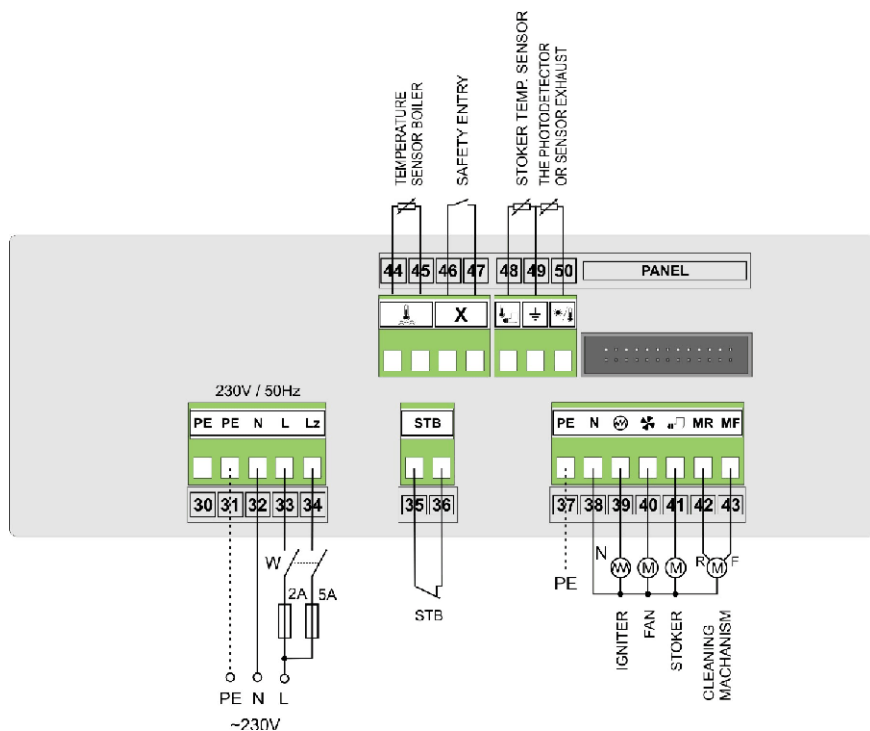 TEMPERATURE
SENSOR BOILER
SAFETY ENTRY
STOKER TEMP. SENSOR
THE PHOTODETECTOR
OR SENSOR EXHAUST
44 45 46 47 48 49 50 PANEL
X
230V / 50Hz
PE PE N L Lz
STB
PE N MR MF
30 31 32 33 34
35 36
37 38 39 40 41 42 43
W
2A 5A
STB
PE
N
M M R M F
IGNITER
FAN
STOKER
CLEANING
MACHANISM
PE N L
~230V